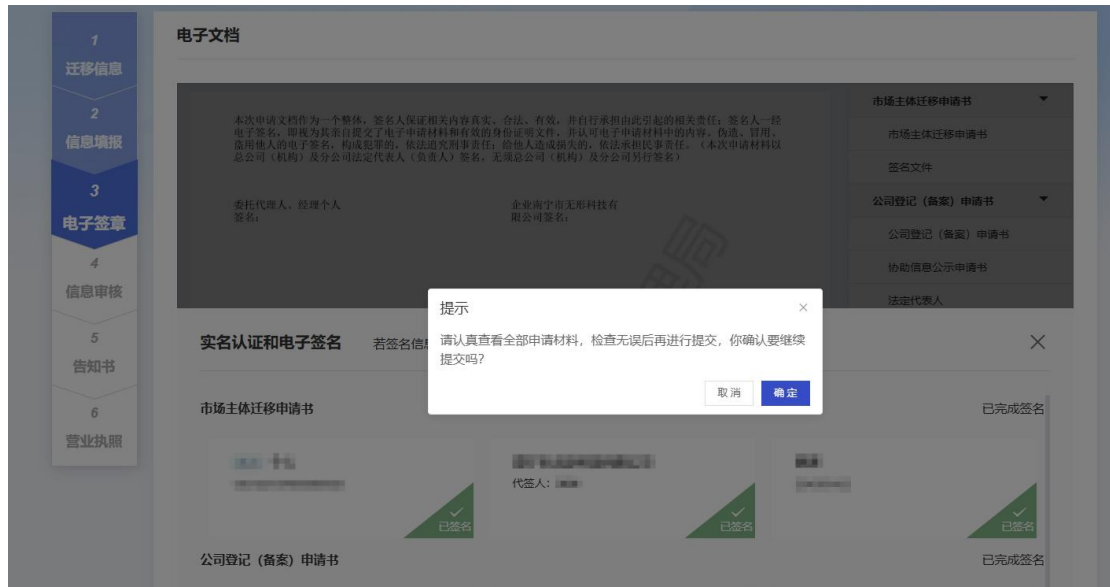 1
迁移信息
2
信息填报
3
电子签章
4
信息审核
5
告知书
6
营业执照
电子文档
本次申请文档作为一个整体，签名人保证相关内容真实、合法、有效，并自行承担由此引起的相关责任；签名人一经
电子签名，即视为其亲自提交了电子申请材料和有效的身份证明文件，并认可电子申请材料中的内容。伪造、冒用、
盗用他人的电子签名，构成犯罪的，依法追究刑事责任；给他人造成损失的，依法承担民事责任。（本次申请材料以
总公司（机构）及分公司法定代表人（负责人）签名，无须总公司（机构）及分公司另行签名）
委托代理人、经理个人
签名：
企业南宁市无形科技有
限公司签名：
局
市场主体迁移申请书
市场主体迁移申请书
签名文件
公司登记（备案）申请书
公司登记（备案）申请书
协助信息公示申请书
法定代表人
提示
请认真查看全部申请材料，检查无误后再进行提交，你确认要继续
提交吗?
取消
确定
实名认证和电子签名
若签名信息
市场主体迁移申请书
已完成签名
代签人：
已签名
已签名
已签名
公司登记（备案）申请书
已完成签名